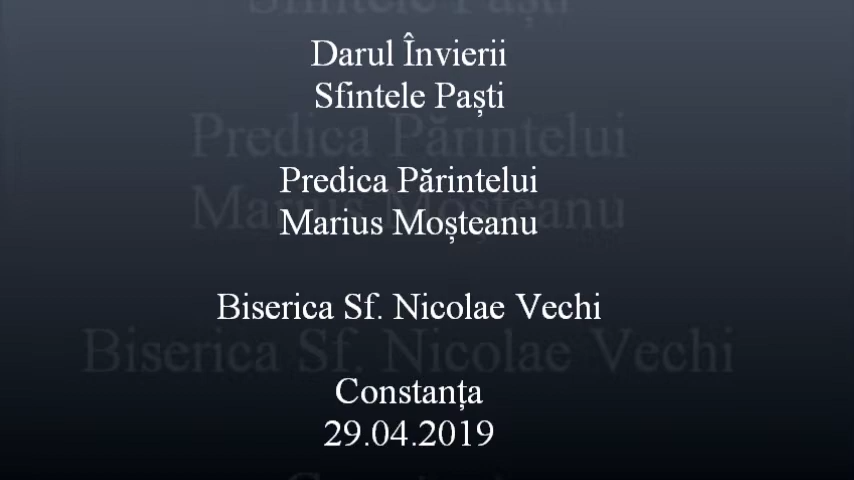 Darul Învierii
Sfintele Paști
Predica Părintelui
Marius Moșteanu
Biserica Sf. Nicolae Vechi
Constanța
29.04.2019